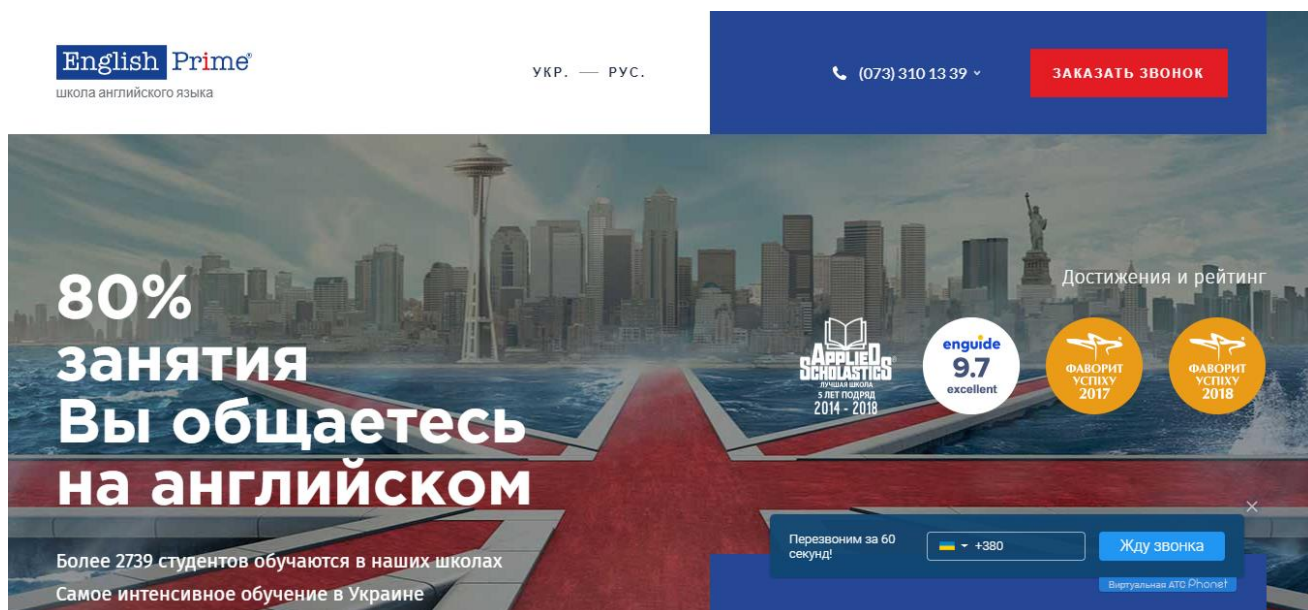 English Prime®
школа английского языка
УКР. — РУС.
(073) 310 13 39
ЗАКАЗАТЬ ЗВОНОК
80%
занятия
Вы общаетесь
на английском
Более 2739 студентов обучаются в наших школах
Самое интенсивное обучение в Украине
Достижения и рейтинг
APPLIED
SCHOLASTICS
ЛУЧШАЯ ШКОЛА
5 ЛЕТ ПОДРЯД
2014 - 2018
enguide
9.7
excellent
ФАВОРИТ
УСПІХУ
2017
ФАВОРИТ
УСПІХУ
2018
Перезвоним за 60
секунд!
+380
Жду звонка
Виртуальная АТС Phonet